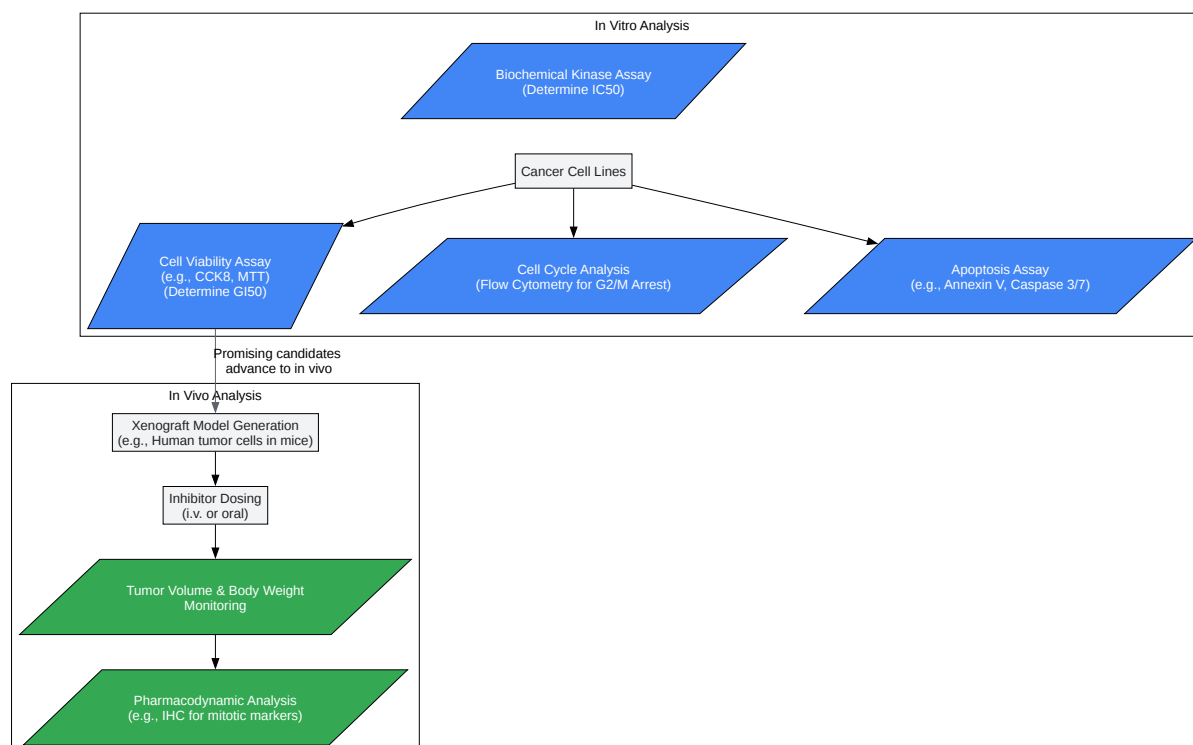 In Vitro Analysis
Biochemical Kinase Assay
(Determine IC50)
Cancer Cell Lines
Cell Viability Assay
(e.g., CCK8, MTT)
(Determine GI50)
Cell Cycle Analysis
(Flow Cytometry for G2/M Arrest)
Apoptosis Assay
(e.g., Annexin V, Caspase 3/7)
Promising candidates
advance to in vivo
In Vivo Analysis
Xenograft Model Generation
(e.g., Human tumor cells in mice)
Inhibitor Dosing
(i.v. or oral)
Tumor Volume & Body Weight
Monitoring
Pharmacodynamic Analysis
(e.g., IHC for mitotic markers)